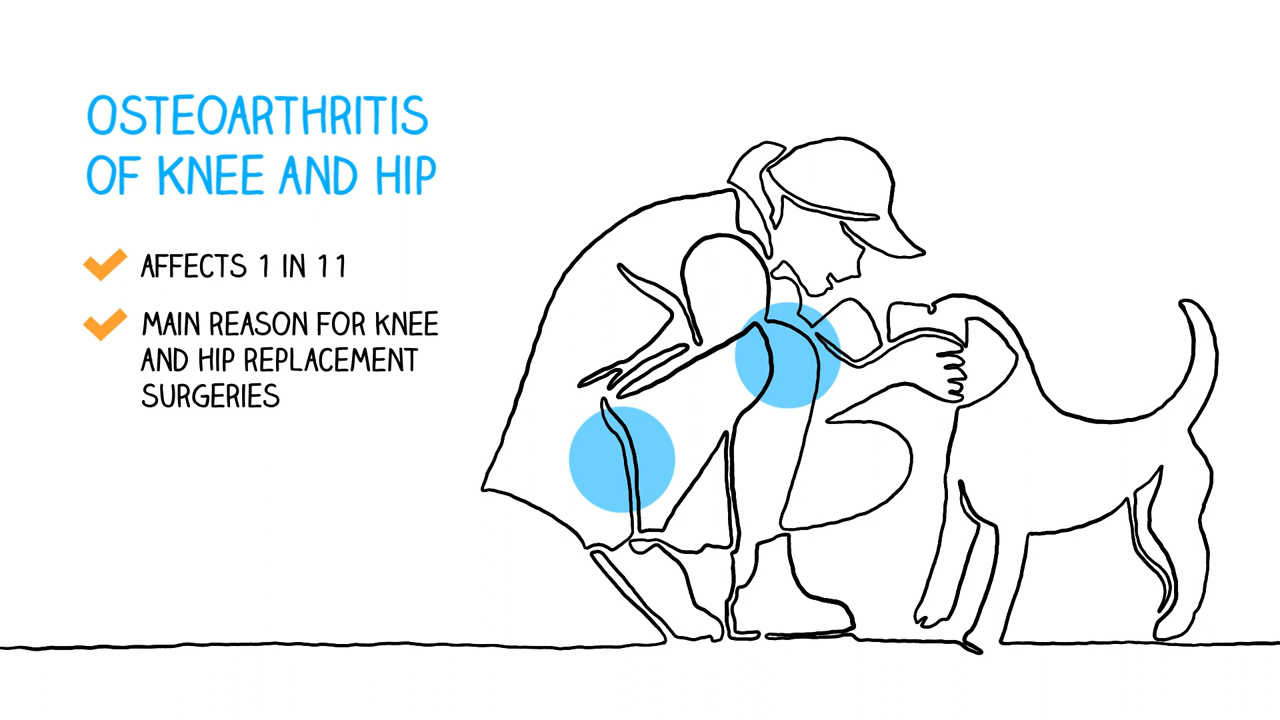 OSTEOARTHRITIS
OF KNEE AND HIP
AFFECTS 1 IN 11
MAIN REASON FOR KNEE
AND HIP REPLACEMENT
SURGERIES